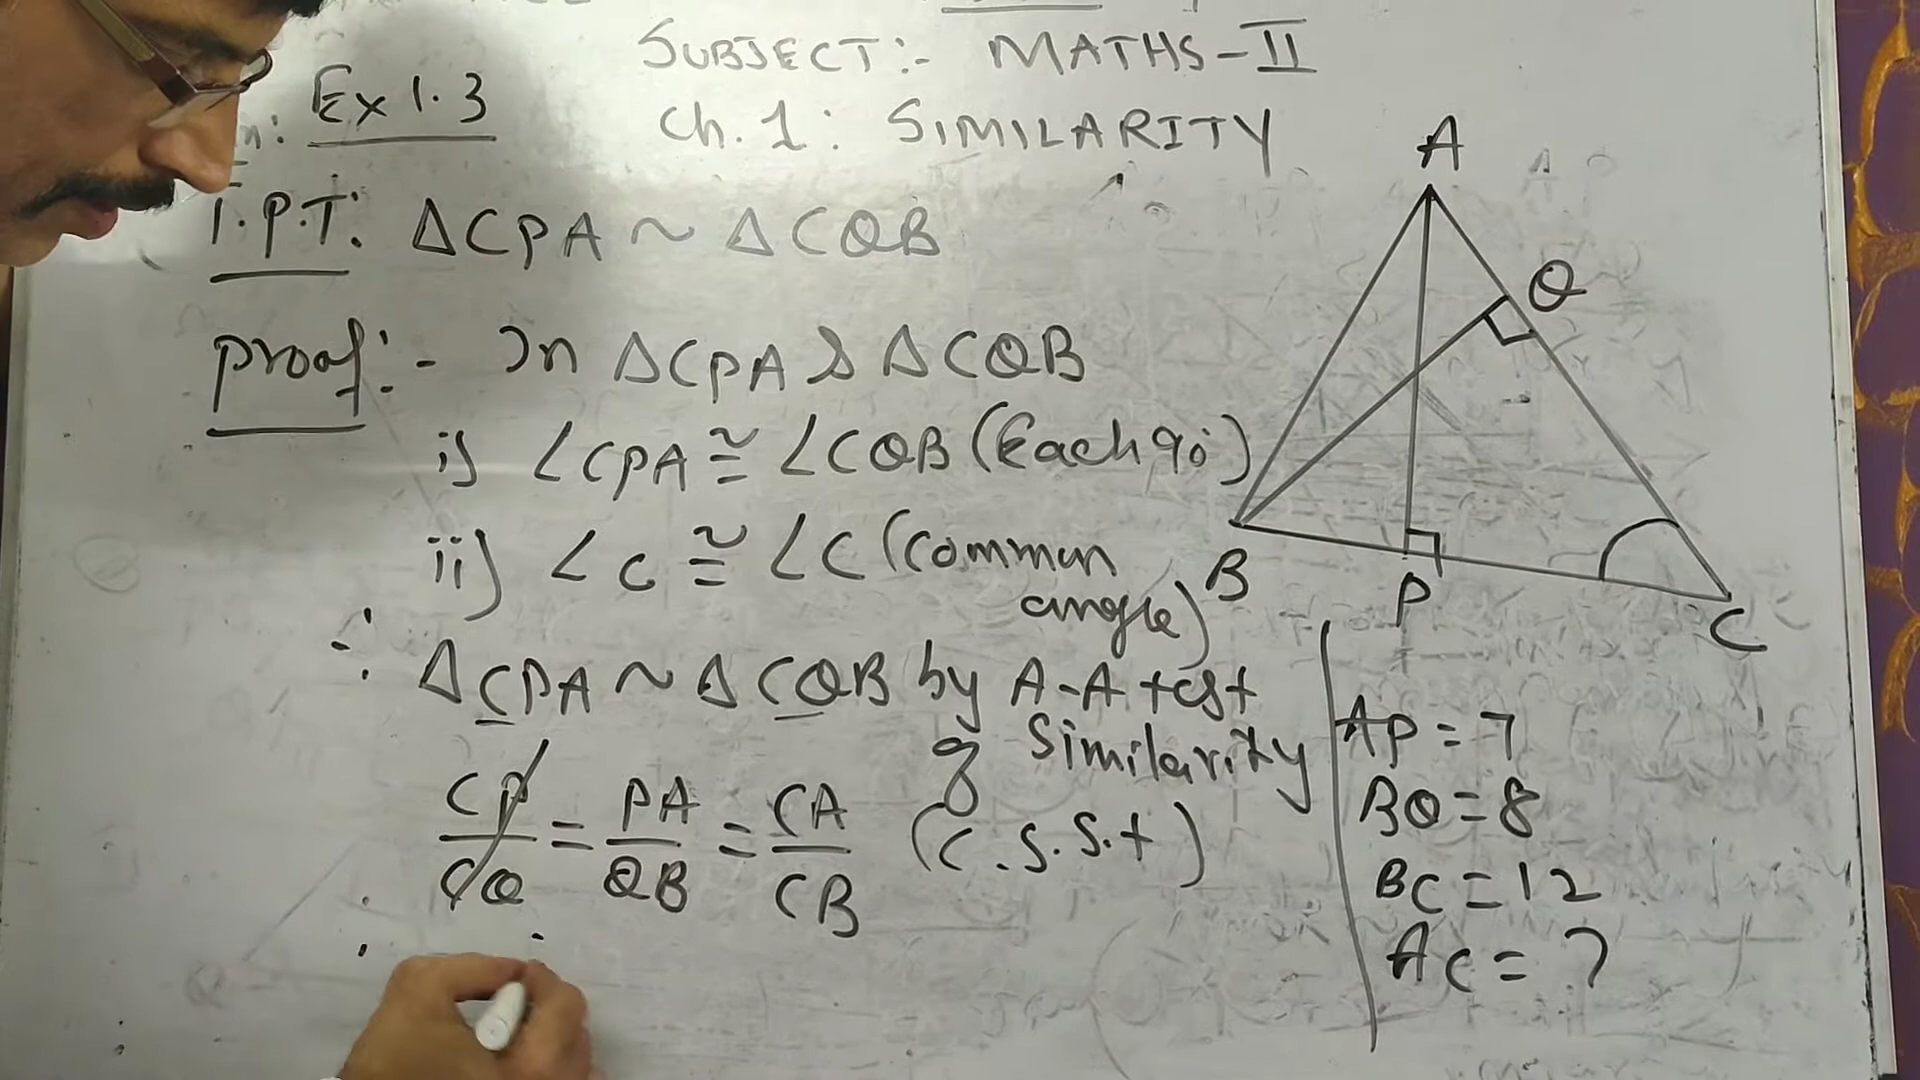 SUBJECT:- MATHS-II
Ex 1.3
Ch. 1: SIMILARITY
T.P.T: ΔCPA ~ ΔCQB
Proof:- In ΔCPA & ΔCQB
i) ∠CPA ≅ ∠CQB (Each 90°)
ii) ∠C ≅ ∠C (Common
angle)
∴ ΔCPA ~ ΔCQB by A-A test
of Similarity
CP/CQ = PA/QB = CA/CB (C.S.S.t)
A
Q
B
P
C
AP = 7
BQ = 8
BC = 12
AC = ?